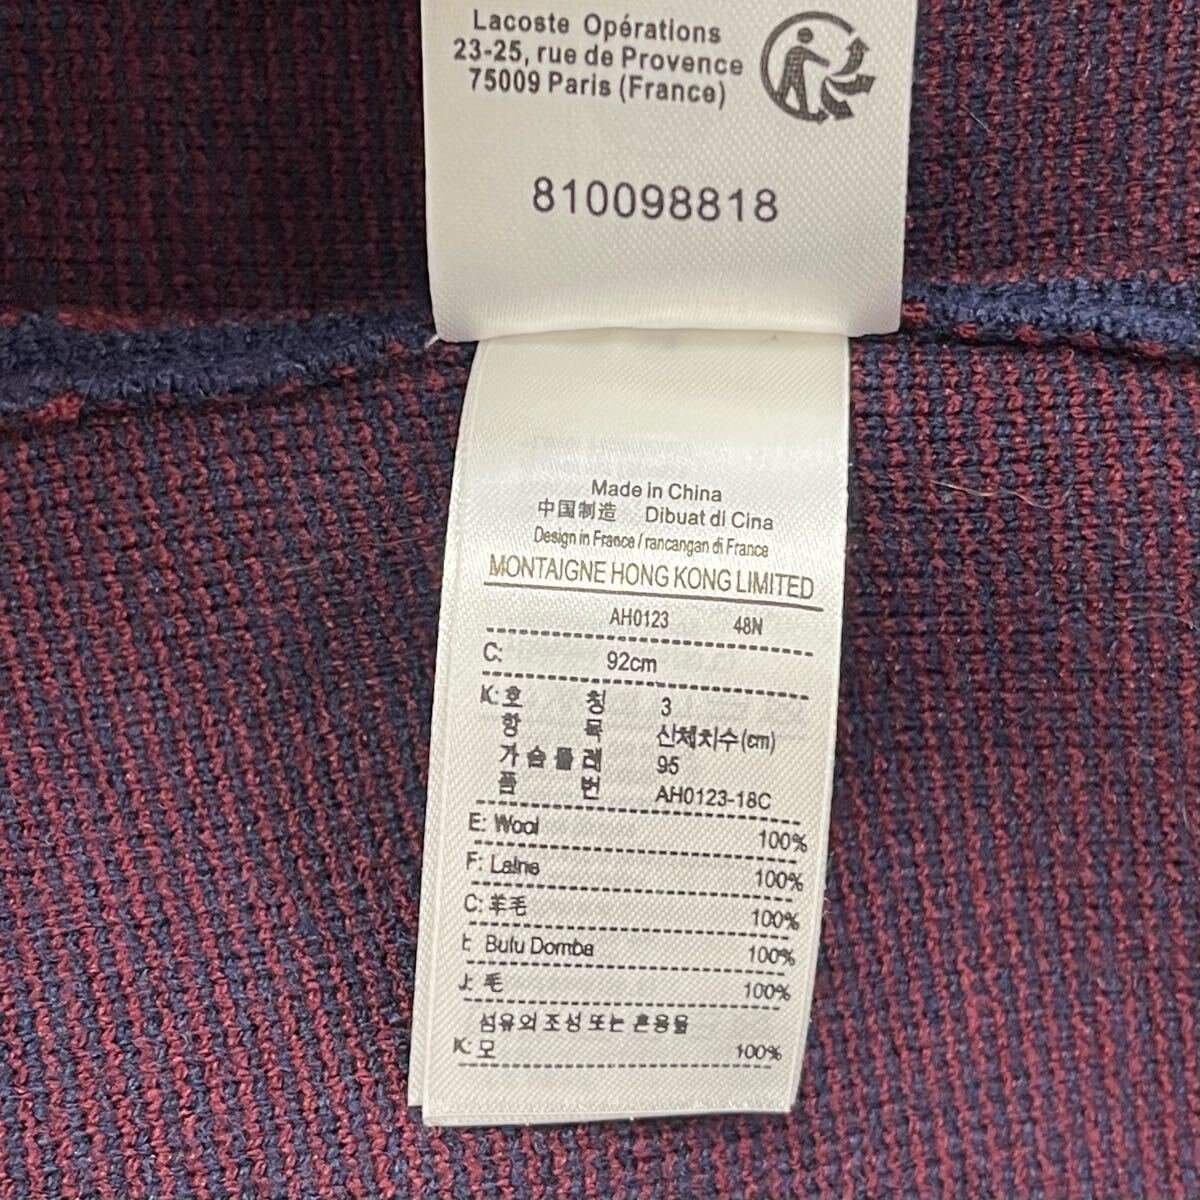 Lacoste Opérations
23-25, rue de Provence
75009 Paris (France)
810098818
Made in China
中国制造 Dibuat di Cina
Design in France / rancangan di France
MONTAIGNE HONG KONG LIMITED
AH0123 48N
C: 92cm
K: 호 칭 3
항 목 신체치수(cm)
가 슴 둘 레 95
품 번 AH0123-18C
E: Wool 100%
F: Laine 100%
C: 羊毛 100%
I: Bulu Domba 100%
J: 毛 100%
섬유의 조성 또는 혼용율
K: 모 100%